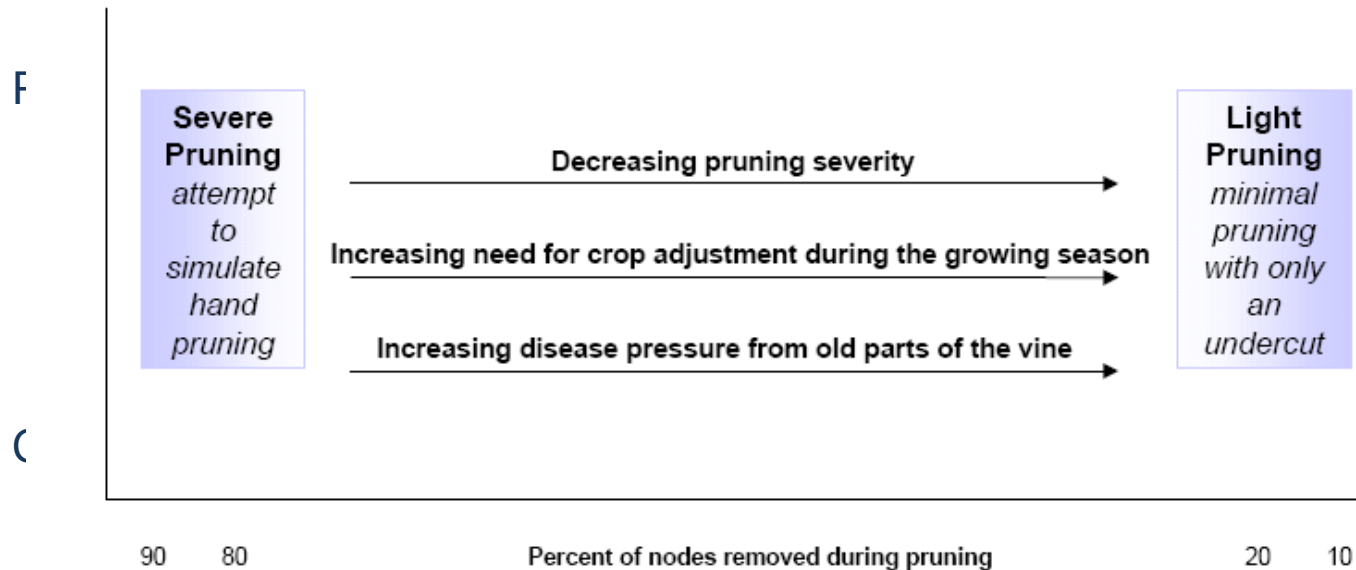 Severe
Pruning
attempt
to
simulate
hand
pruning
Decreasing pruning severity
Increasing need for crop adjustment during the growing season
Increasing disease pressure from old parts of the vine
Light
Pruning
minimal
pruning
with only
an
undercut
90 80 Percent of nodes removed during pruning 20 10